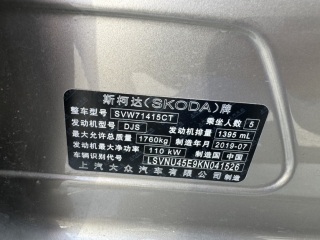 斯柯达(SKODA)牌
整车型号 SVW71415CT 乘坐人数 5
发动机型号 DJS 发动机排量 1395 mL
最大允许总质量 1760kg 制造年月 2019-07
发动机最大净功率 110 kW 制造国 中国
车辆识别代号 LSVNU45E9KN041526
上汽大众汽车有限公司 制造